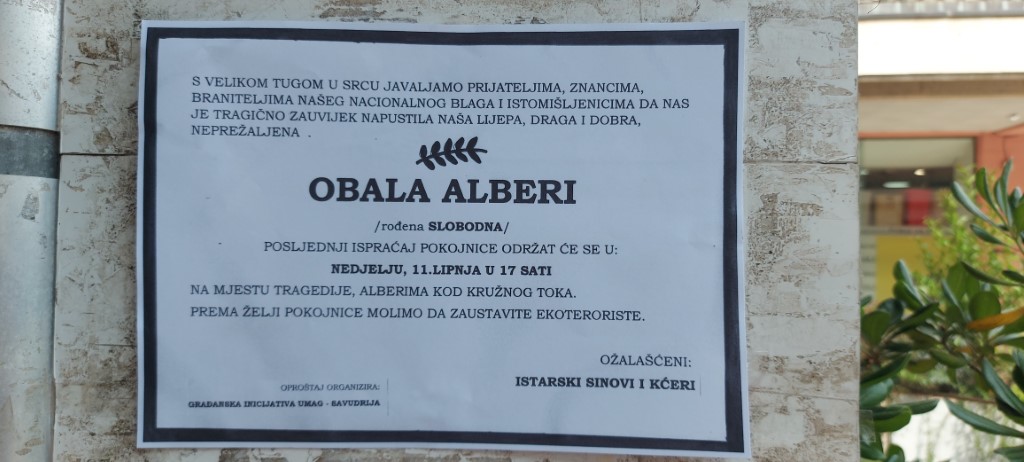 S VELIKOM TUGOM U SRCU JAVALJAMO PRIJATELJIMA, ZNANCIMA,
BRANITELJIMA NAŠEG NACIONALNOG BLAGA I ISTOMIŠLJENICIMA DA NAS
JE TRAGIČNO ZAUVIJEK NAPUSTILA NAŠA LIJEPA, DRAGA I DOBRA,
NEPREŽALJENA .
OBALA ALBERI
/rođena SLOBODNA/
POSLJEDNJI ISPRAĆAJ POKOJNICE ODRŽAT ĆE SE U:
NEDJELJU, 11.LIPNJA U 17 SATI
NA MJESTU TRAGEDIJE, ALBERIMA KOD KRUŽNOG TOKA.
PREMA ŽELJI POKOJNICE MOLIMO DA ZAUSTAVITE EKOTERORISTE.
OŽALAŠĆENI:
ISTARSKI SINOVI I KĆERI
OPROŠTAJ ORGANIZIRA:
GRAĐANSKA INICIJATIVA UMAG - SAVUDRIJA